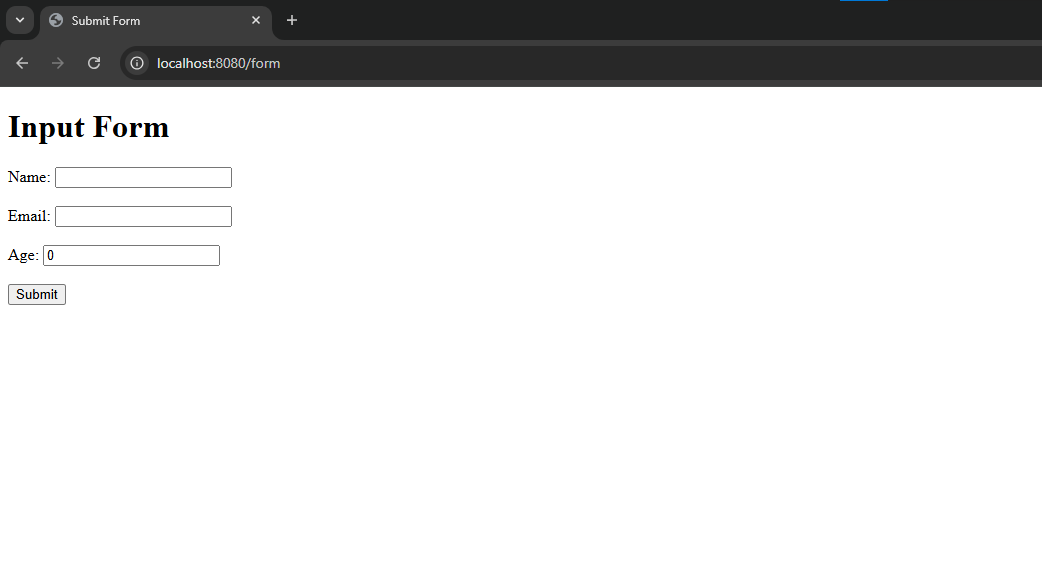 Submit Form
localhost:8080/form
Input Form
Name:
Email:
Age: 0
Submit